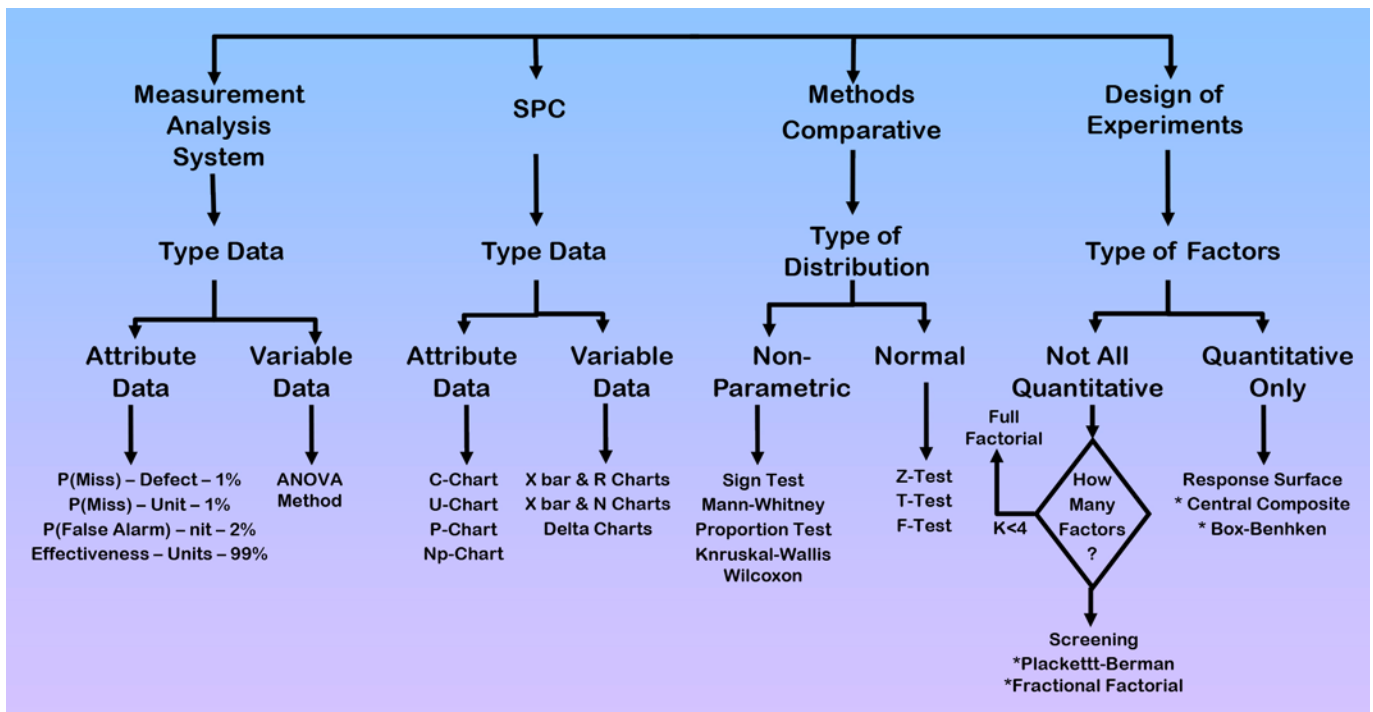 Measurement
Analysis
System
SPC
Methods
Comparative
Design of
Experiments
Type Data
Type Data
Type of
Distribution
Type of Factors
Attribute
Data
Variable
Data
Attribute
Data
Variable
Data
Non-
Parametric
Normal
Not All
Quantitative
Quantitative
Only
P(Miss) – Defect – 1%
P(Miss) – Unit – 1%
P(False Alarm) – nit – 2%
Effectiveness – Units – 99%
ANOVA
Method
C-Chart
U-Chart
P-Chart
Np-Chart
X bar & R Charts
X bar & N Charts
Delta Charts
Sign Test
Mann-Whitney
Proportion Test
Knruskal-Wallis
Wilcoxon
Z-Test
T-Test
F-Test
Full
Factorial
K<4
How
Many
Factors
?
Screening
*Plackettt-Berman
*Fractional Factorial
Response Surface
* Central Composite
* Box-Benhken